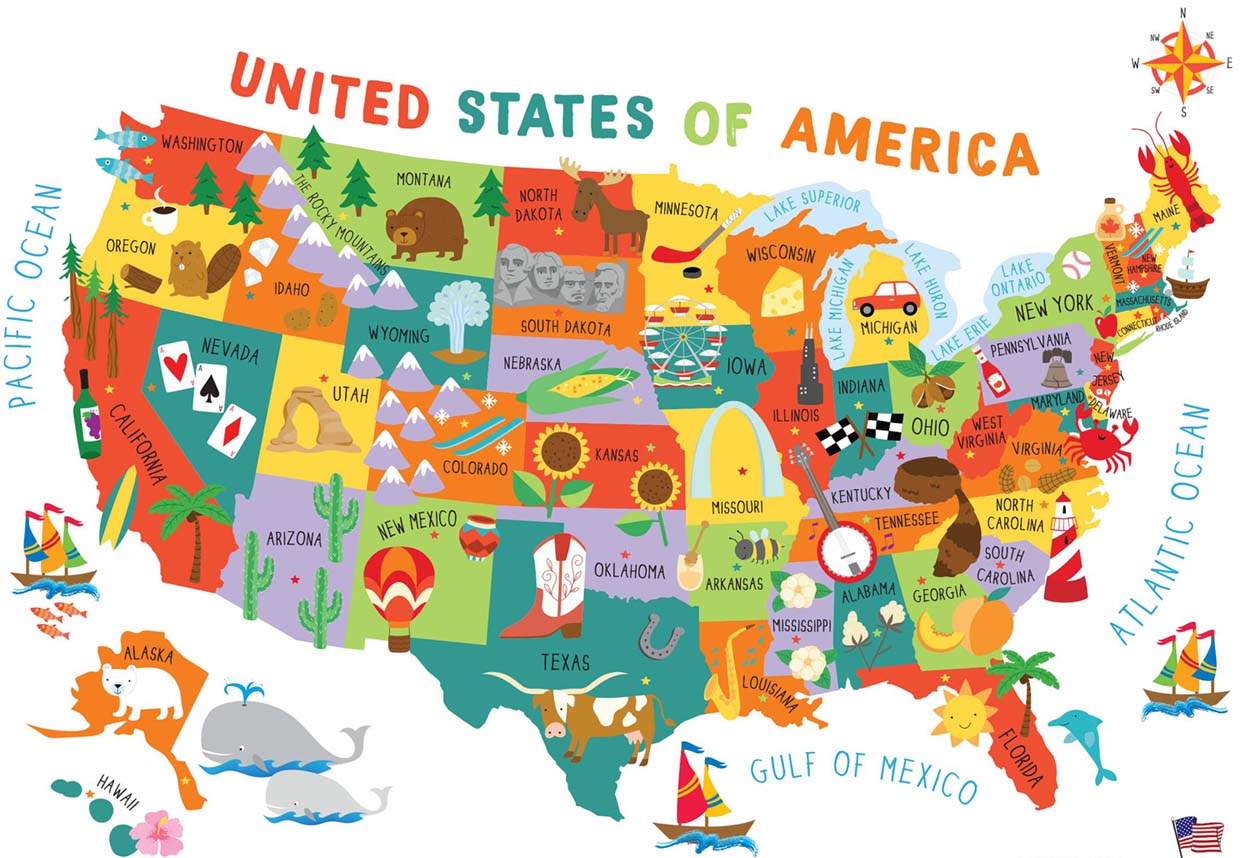 N
NW
NE
W
E
SW
SE
S
UNITED STATES OF AMERICA
WASHINGTON
THE ROCKY MOUNTAINS
MONTANA
NORTH
DAKOTA
MINNESOTA
LAKE SUPERIOR
MAINE
PACIFIC OCEAN
OREGON
IDAHO
WYOMING
SOUTH DAKOTA
WISCONSIN
LAKE MICHIGAN
LAKE HURON
MICHIGAN
LAKE
ONTARIO
LAKE ERIE
NEW YORK
VERMONT
NEW
HAMPSHIRE
MASSACHUSETTS
CONNECTICUT
RHODE ISLAND
NEVADA
A
A
A
UTAH
NEBRASKA
IOWA
ILLINOIS
INDIANA
OHIO
PENNSYLVANIA
NEW
JERSEY
MARYLAND
DELAWARE
CALIFORNIA
COLORADO
KANSAS
MISSOURI
KENTUCKY
WEST
VIRGINIA
VIRGINIA
ARIZONA
NEW MEXICO
OKLAHOMA
ARKANSAS
TENNESSEE
NORTH
CAROLINA
SOUTH
CAROLINA
ATLANTIC OCEAN
TEXAS
LOUISIANA
MISSISSIPPI
ALABAMA
GEORGIA
FLORIDA
ALASKA
HAWAII
GULF OF MEXICO